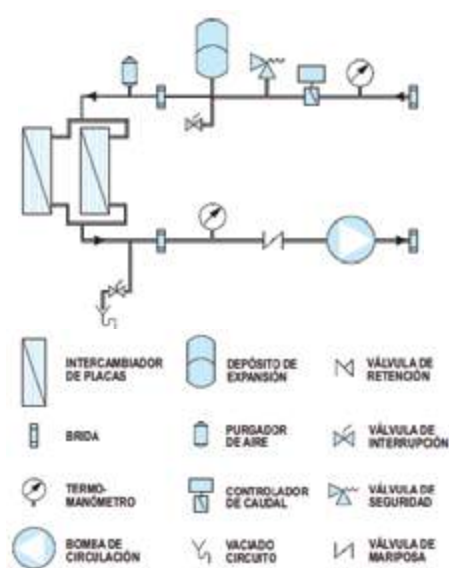 INTERCAMBIADOR
DE PLACAS
DEPÓSITO DE
EXPANSIÓN
VÁLVULA DE
RETENCIÓN
BRIDA
PURGADOR
DE AIRE
VÁLVULA DE
INTERRUPCIÓN
TERMO-
MANÓMETRO
CONTROLADOR
DE CAUDAL
VÁLVULA DE
SEGURIDAD
BOMBA DE
CIRCULACIÓN
VACIADO
CIRCUITO
VÁLVULA DE
MARIPOSA